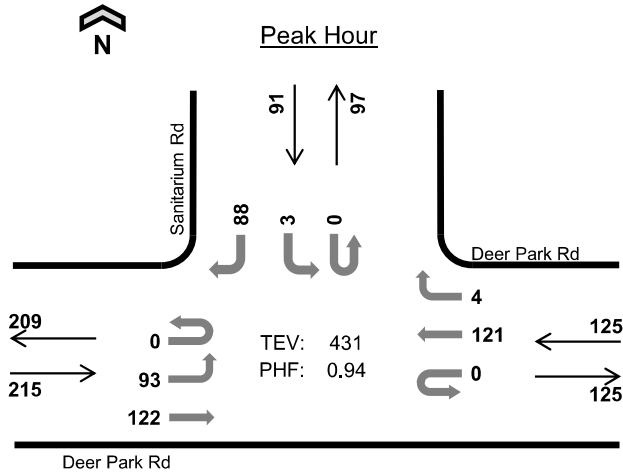 N
Peak Hour
91
97
Sanitarium Rd
88
3
0
Deer Park Rd
4
209
0
TEV: 431
121
125
215
93
PHF: 0.94
0
125
122
Deer Park Rd